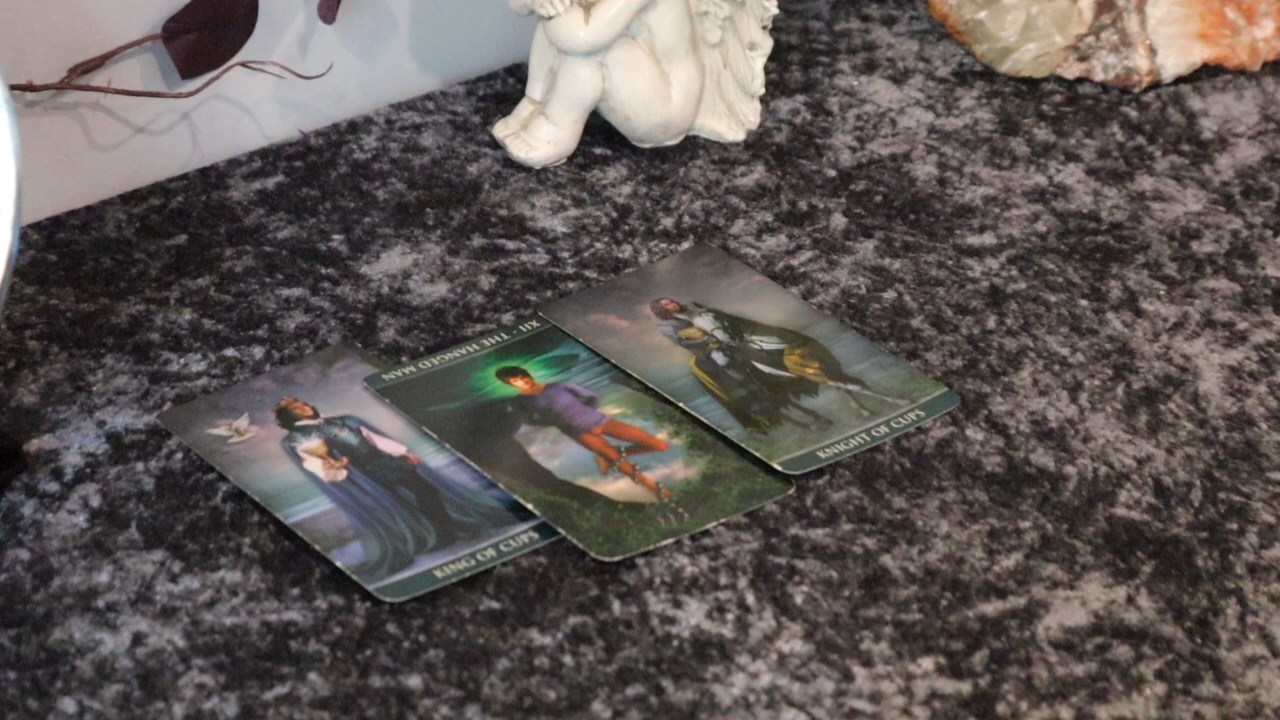 KING OF CUPS
XII - THE HANGED MAN
KNIGHT OF CUPS